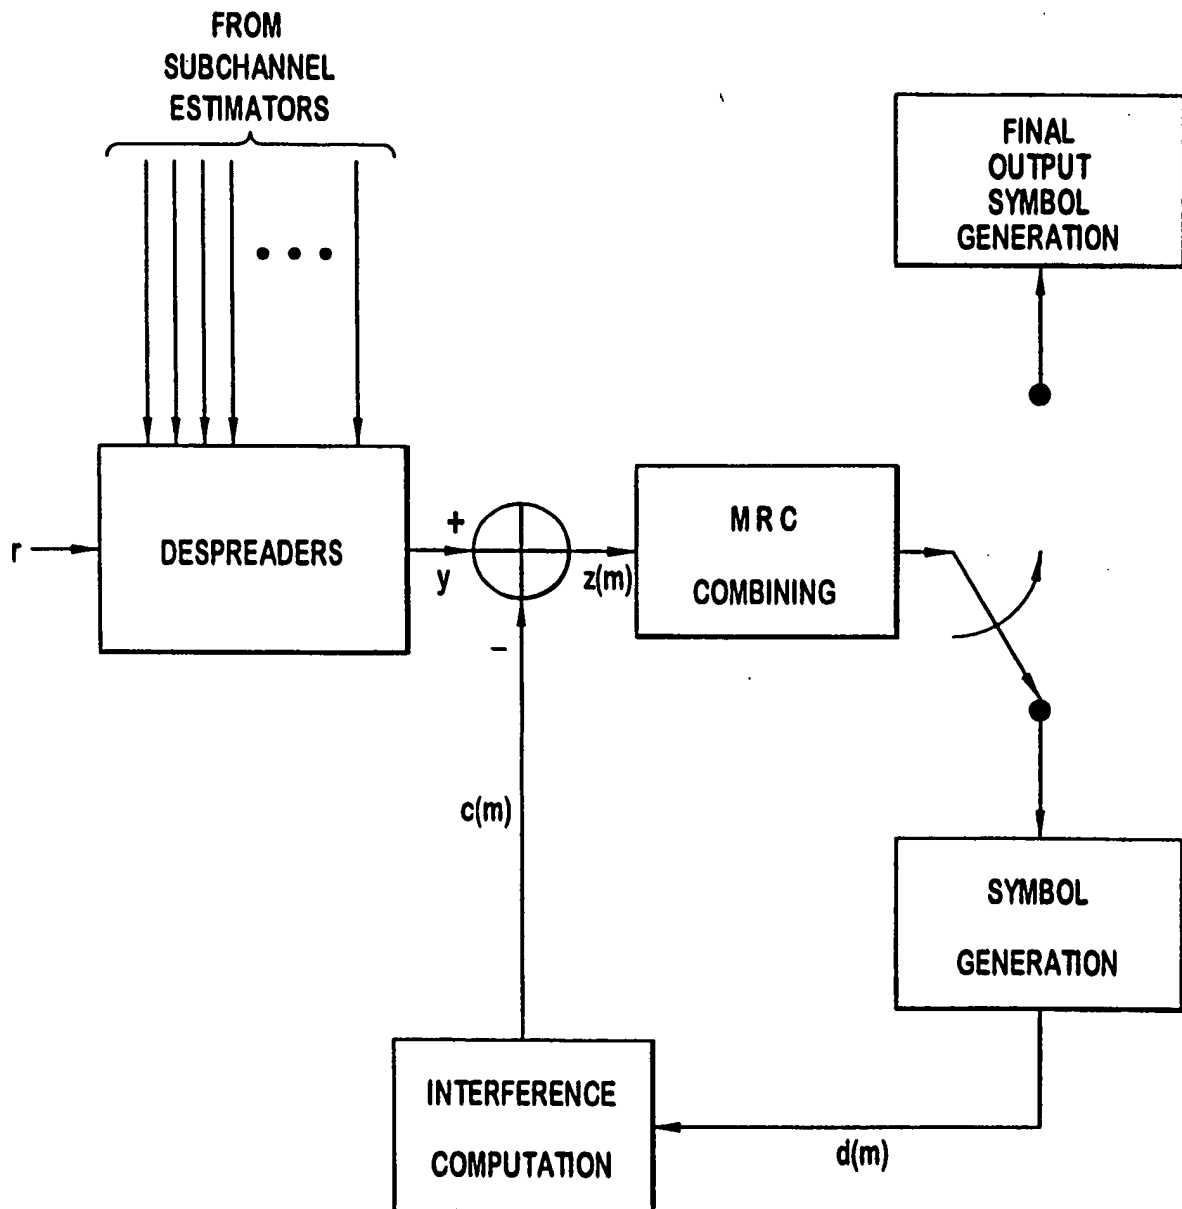 FROM
SUBCHANNEL
ESTIMATORS
FINAL
OUTPUT
SYMBOL
GENERATION
r
DESPREADERS
+
y
−
z(m)
MRC
COMBINING
c(m)
SYMBOL
GENERATION
INTERFERENCE
COMPUTATION
d(m)